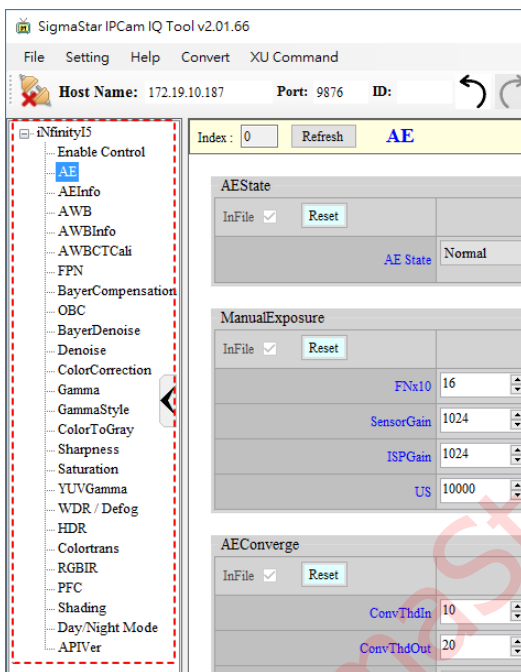 SigmaStar IPCam IQ Tool v2.01.66
File Setting Help Convert XU Command
Host Name: 172.19.10.187 Port: 9876 ID:
iNfinityI5
Enable Control
AE
AEInfo
AWB
AWBInfo
AWBCTCali
FPN
BayerCompensation
OBC
BayerDenoise
Denoise
ColorCorrection
Gamma
GammaStyle
ColorToGray
Sharpness
Saturation
YUVGamma
WDR / Defog
HDR
Colortrans
RGBIR
PFC
Shading
Day/Night Mode
APIVer
Index : 0 Refresh AE
AEState
InFile Reset
AE State Normal
ManualExposure
InFile Reset
FNx10 16
SensorGain 1024
ISPGain 1024
US 10000
AEConverge
InFile Reset
ConvThdIn 10
ConvThdOut 20